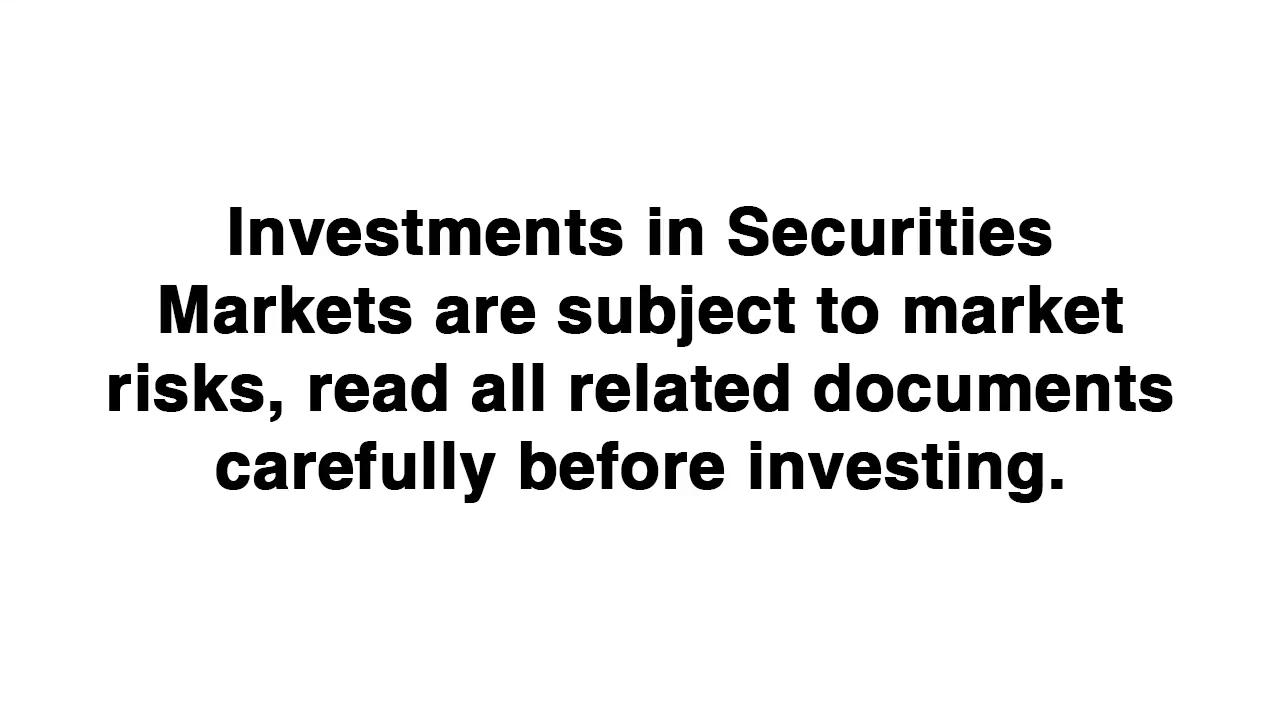 Investments in Securities
Markets are subject to market
risks, read all related documents
carefully before investing.